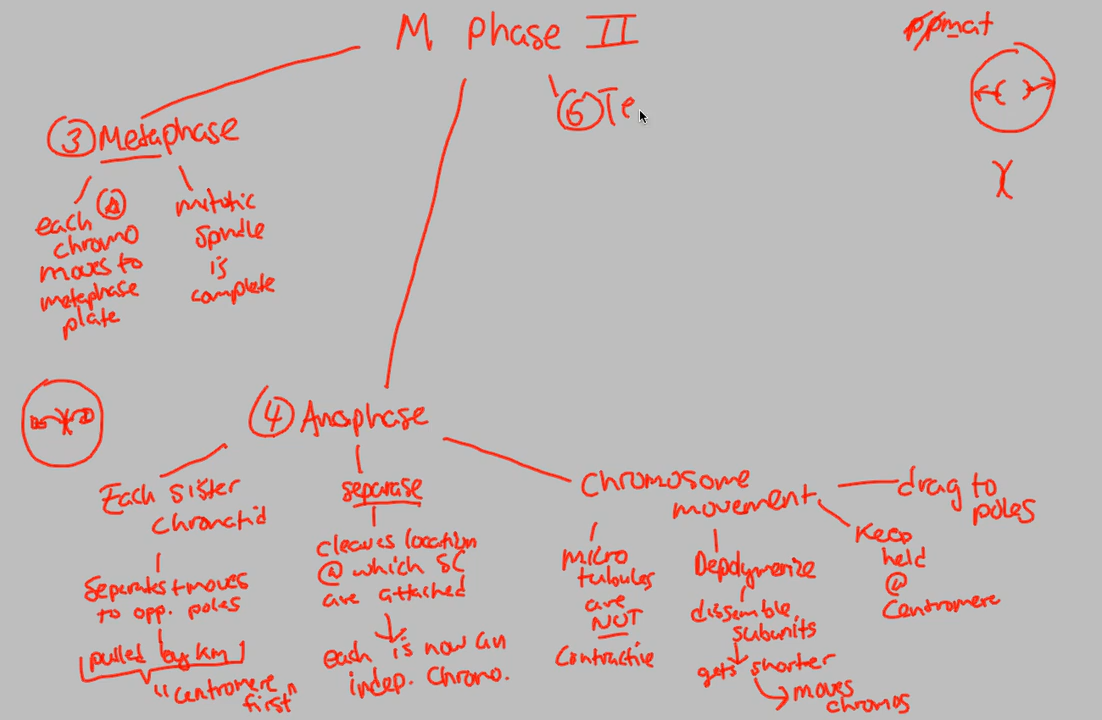 M Phase II
ppmat
③ Metaphase
each
chromo
moves to
metaphase
plate
mitotic
spindle
is
complete
X
⑤ Te
④ Anaphase
Each sister
chromatid
Separates + moves
to opp. poles
pulled by Km
"centromere
first"
separase
cleaves location
@ which SC
are attached
each is now an
indep. Chromo.
Chromosome
movement
micro
tubules
are
NOT
Contractive
Depolymerize
dissemble
subunits
gets shorter
moves
chromos
Keep
held
@
Centromere
drag to
poles